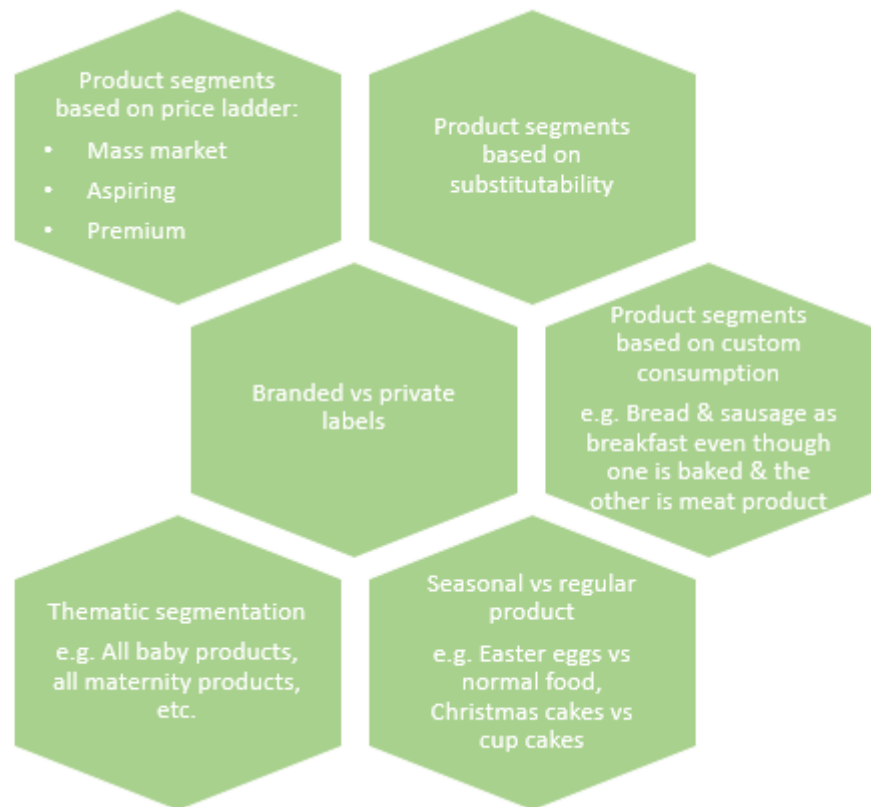 Product segments
based on price ladder:
• Mass market
• Aspiring
• Premium
Product segments
based on
substitutability
Branded vs private
labels
Product segments
based on custom
consumption
e.g. Bread & sausage as
breakfast even though
one is baked & the
other is meat product
Thematic segmentation
e.g. All baby products,
all maternity products,
etc.
Seasonal vs regular
product
e.g. Easter eggs vs
normal food,
Christmas cakes vs
cup cakes